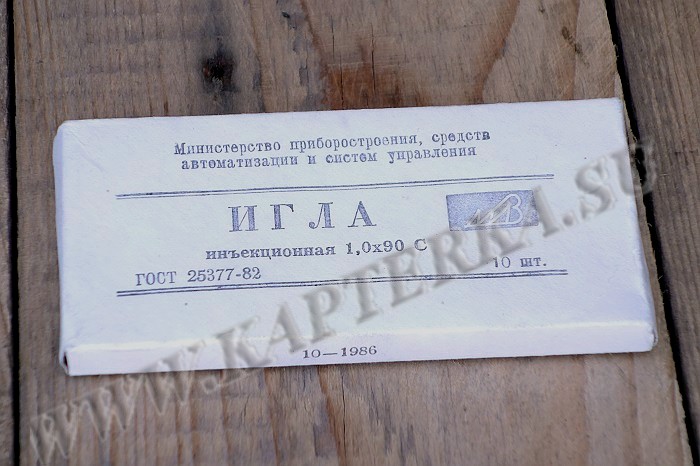 Министерство приборостроения, средств
автоматизации и систем управления
ИГЛА
инъекционная 1,0х90 С
ГОСТ 25377-82
10 шт.
10—1986
WWW.KAPTERKA.SU